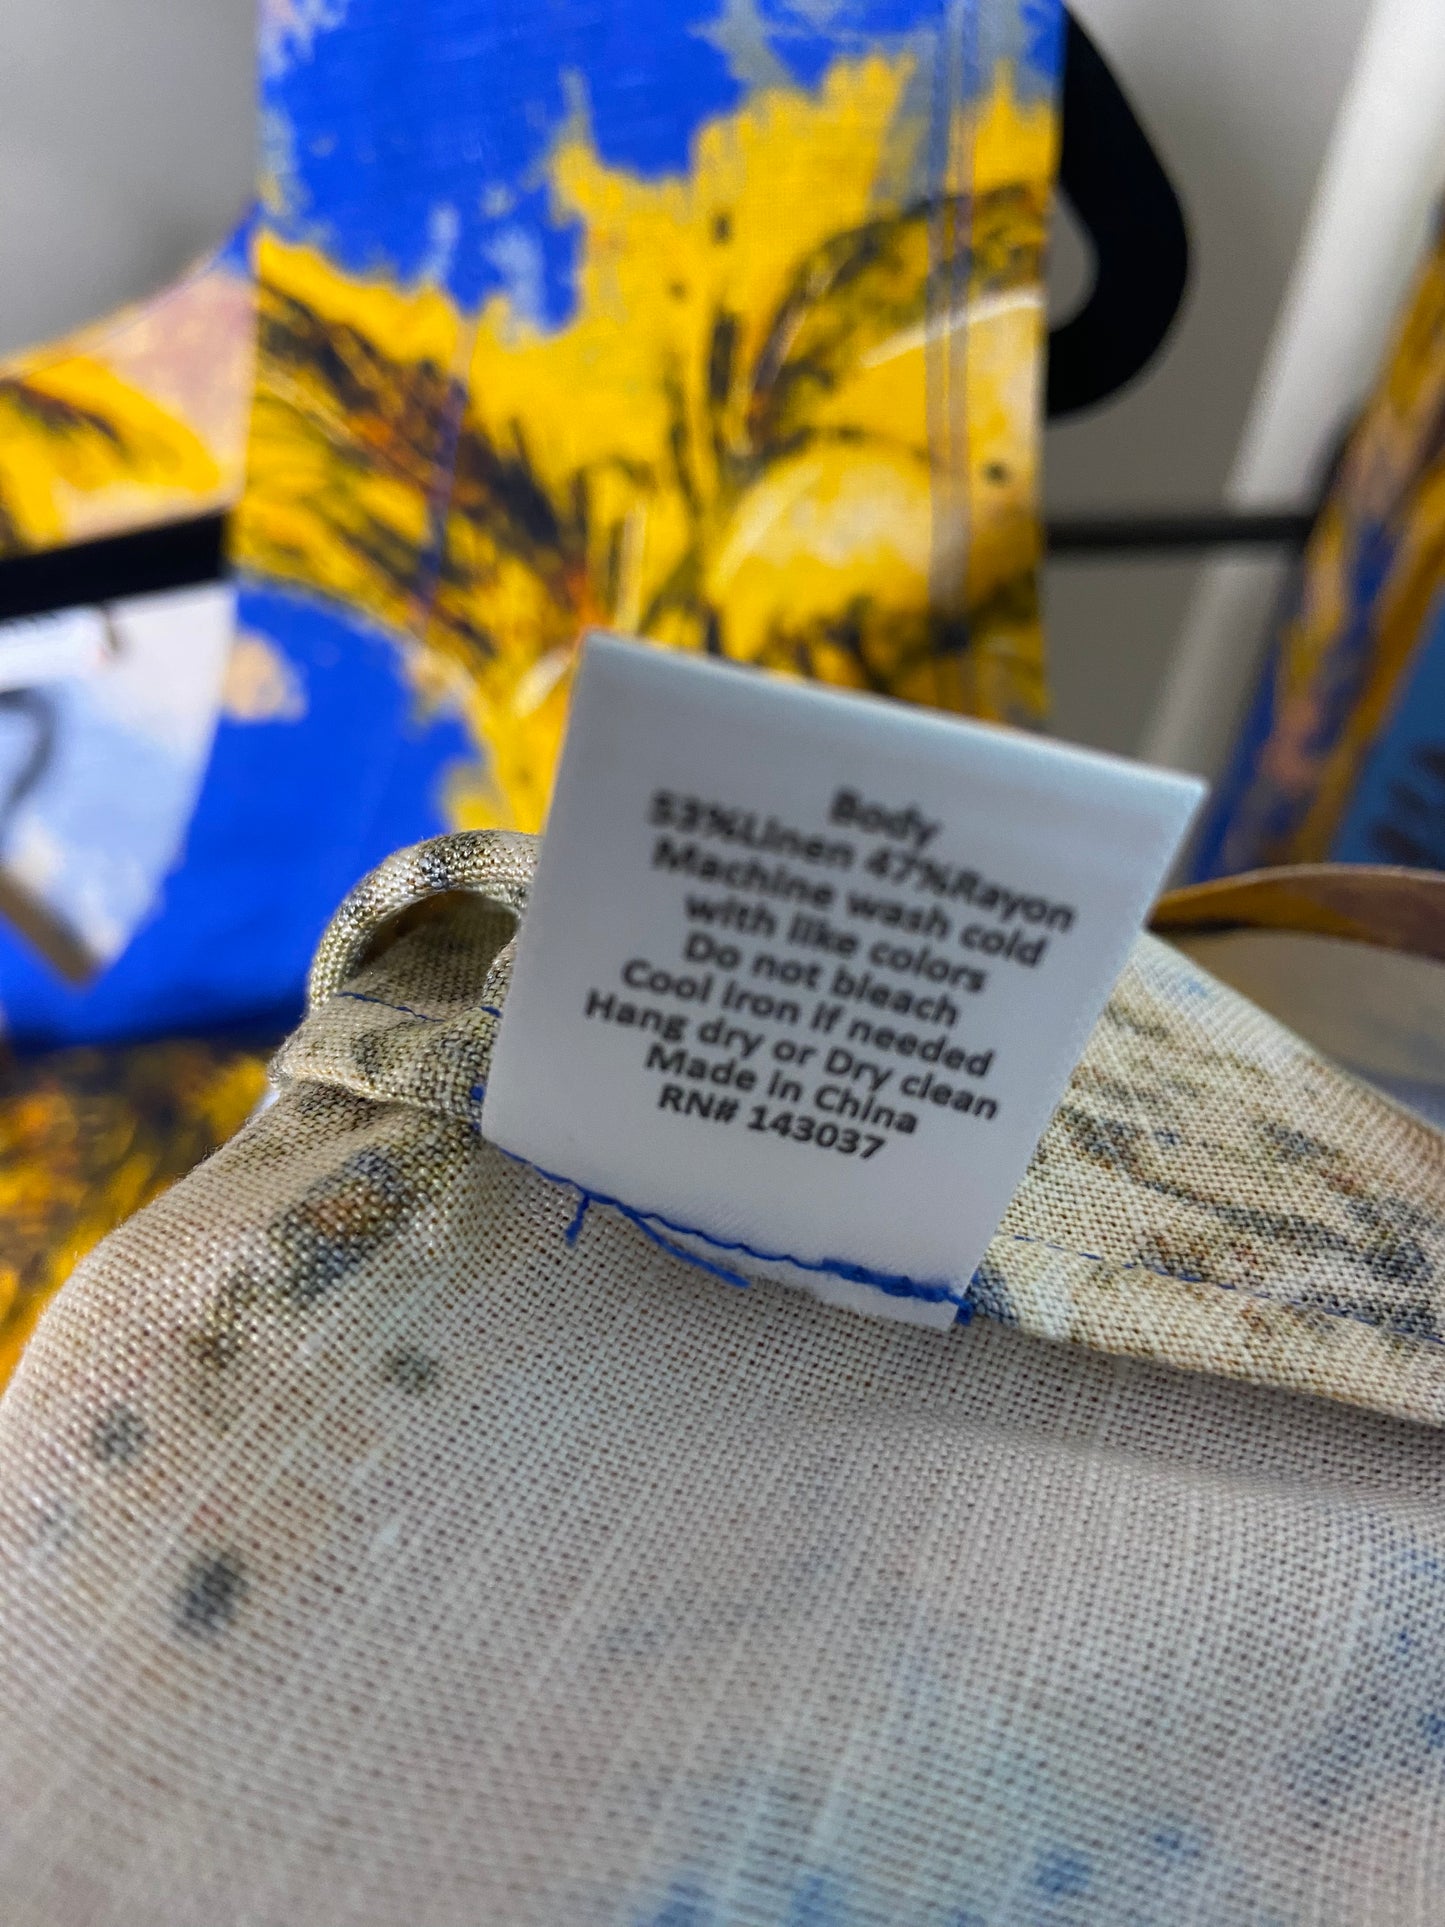 Body
53%Linen 47%Rayon
Machine wash cold
with like colors
Do not bleach
Cool iron if needed
Hang dry or Dry clean
Made in China
RN# 143037